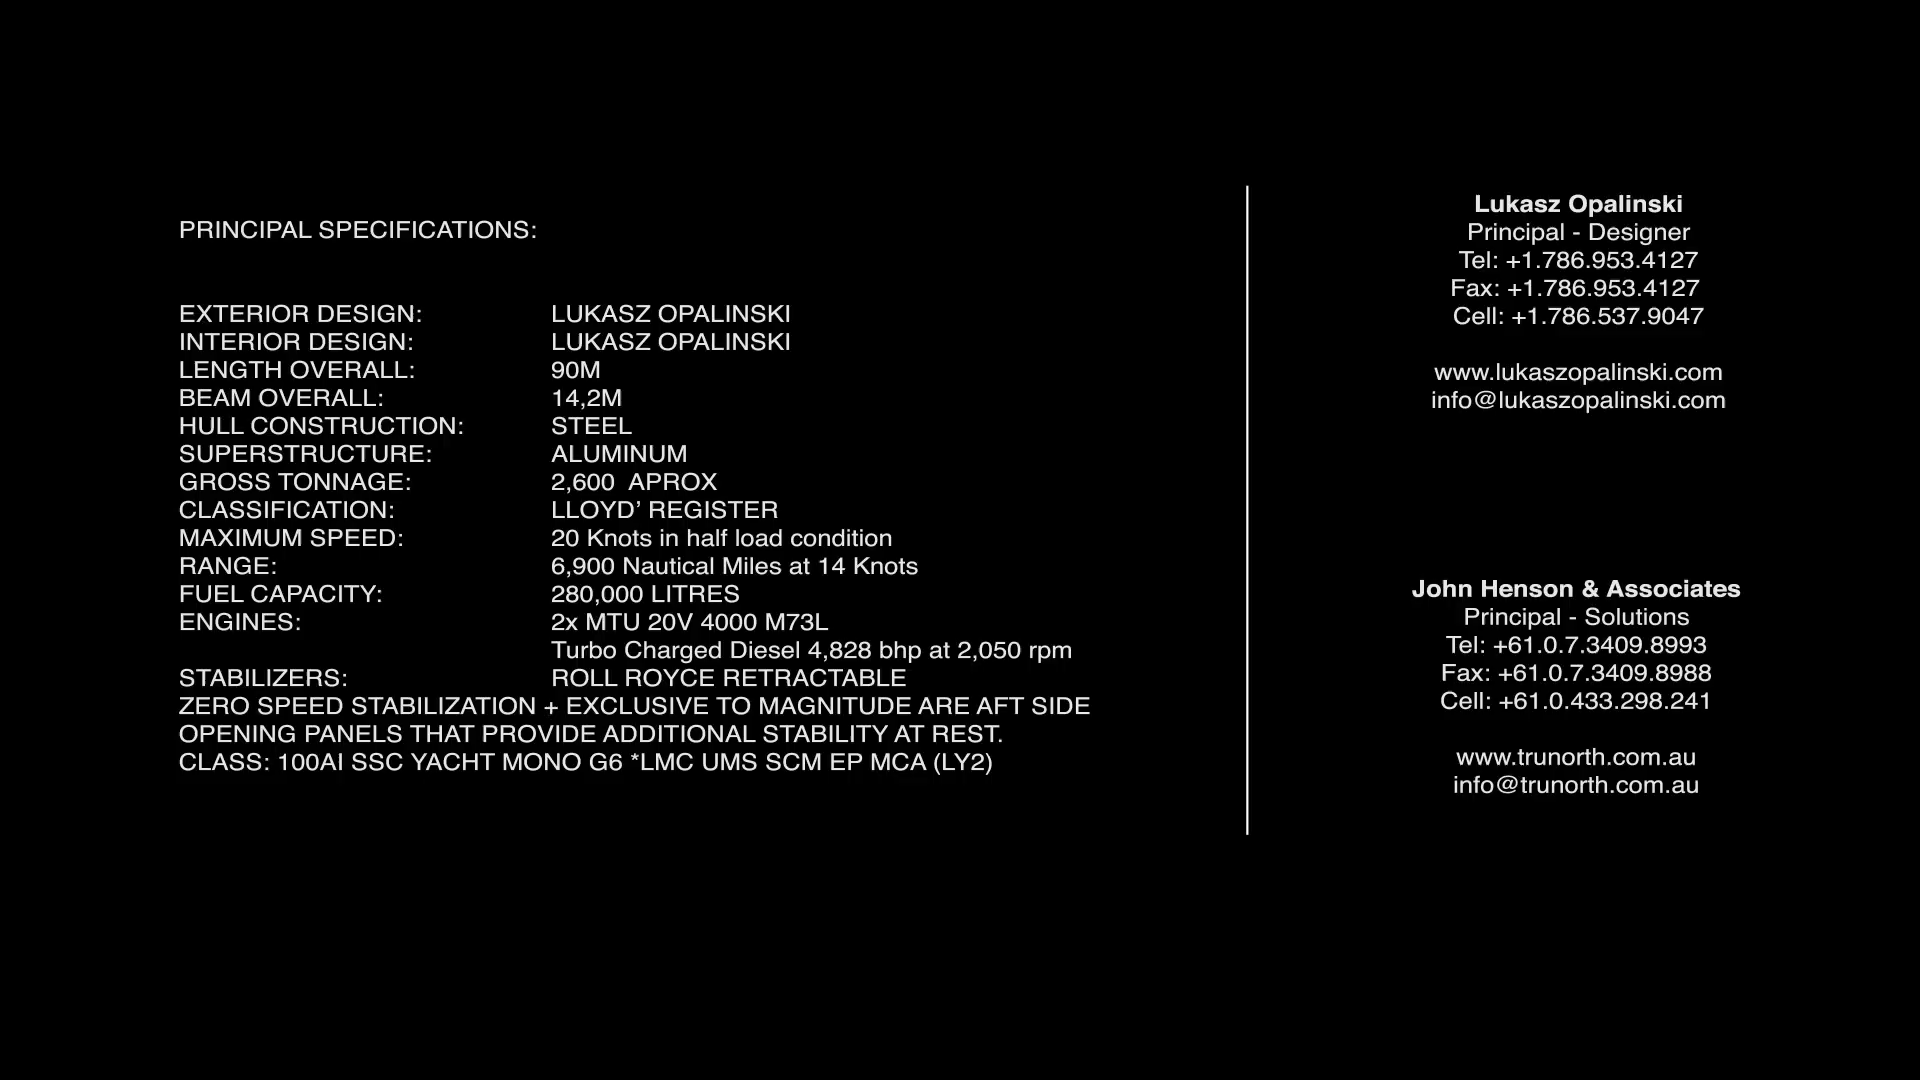 PRINCIPAL SPECIFICATIONS:
EXTERIOR DESIGN: LUKASZ OPALINSKI
INTERIOR DESIGN: LUKASZ OPALINSKI
LENGTH OVERALL: 90M
BEAM OVERALL: 14,2M
HULL CONSTRUCTION: STEEL
SUPERSTRUCTURE: ALUMINUM
GROSS TONNAGE: 2,600 APROX
CLASSIFICATION: LLOYD’ REGISTER
MAXIMUM SPEED: 20 Knots in half load condition
RANGE: 6,900 Nautical Miles at 14 Knots
FUEL CAPACITY: 280,000 LITRES
ENGINES: 2x MTU 20V 4000 M73L
Turbo Charged Diesel 4,828 bhp at 2,050 rpm
STABILIZERS: ROLL ROYCE RETRACTABLE
ZERO SPEED STABILIZATION + EXCLUSIVE TO MAGNITUDE ARE AFT SIDE
OPENING PANELS THAT PROVIDE ADDITIONAL STABILITY AT REST.
CLASS: 100AI SSC YACHT MONO G6 *LMC UMS SCM EP MCA (LY2)
Lukasz Opalinski
Principal - Designer
Tel: +1.786.953.4127
Fax: +1.786.953.4127
Cell: +1.786.537.9047
www.lukaszopalinski.com
info@lukaszopalinski.com
John Henson & Associates
Principal - Solutions
Tel: +61.0.7.3409.8993
Fax: +61.0.7.3409.8988
Cell: +61.0.433.298.241
www.trunorth.com.au
info@trunorth.com.au